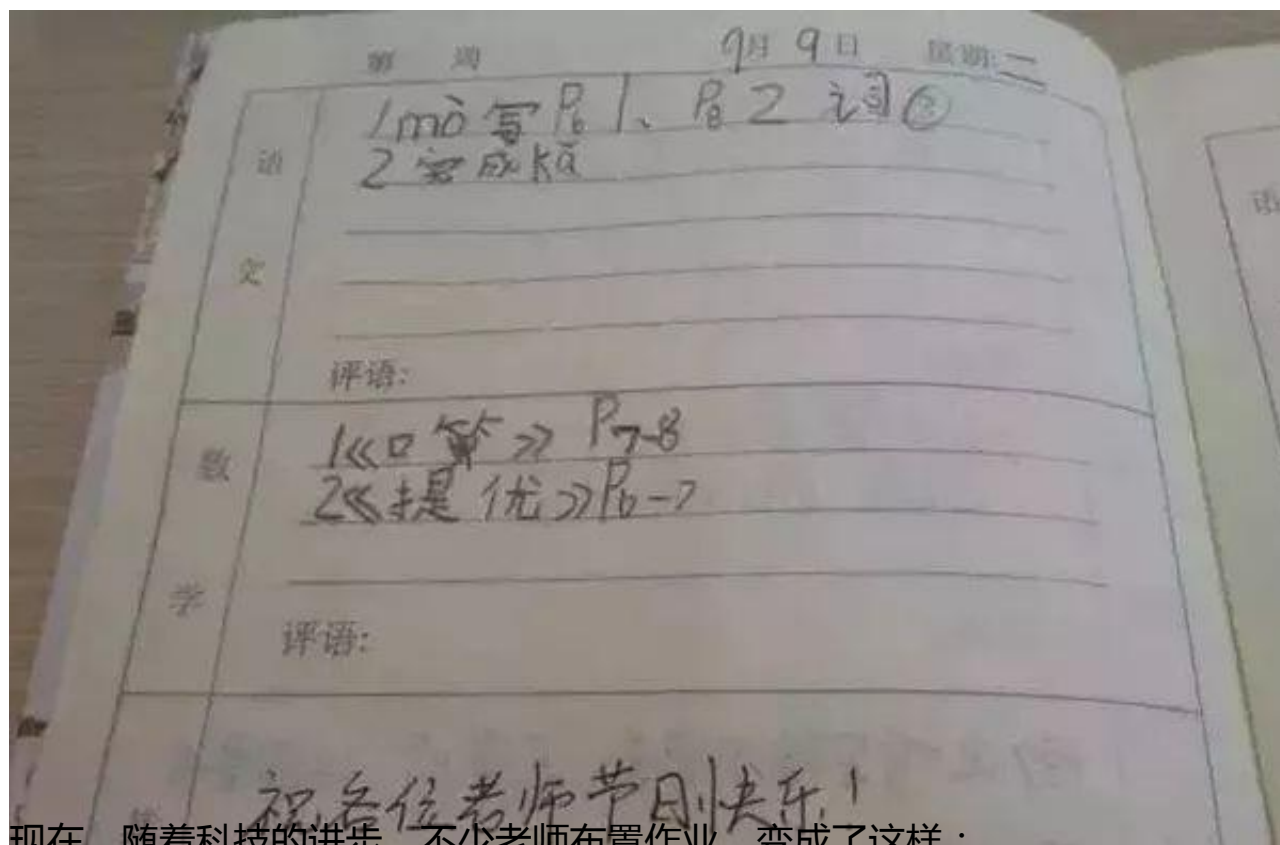 第 周 9月9日 星期:二
语文
1mò写P6 1、P8 2 词②
2完成kǎ
评语:
数学
1《口算》P7-8
2《提优》P6-7
评语:
祝各位老师节日快乐!
现在,随着科技的进步,不少老师布置作业,变成了这样:
语